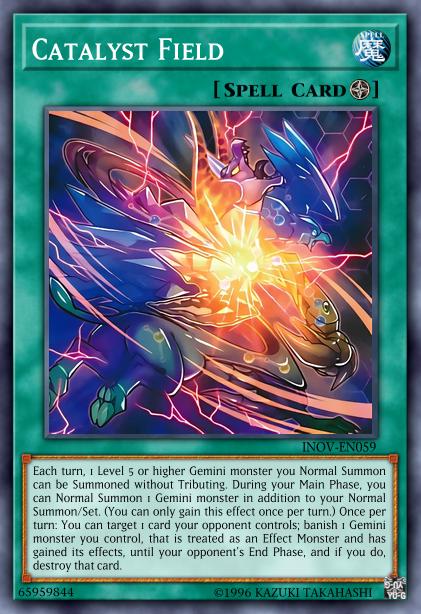 CATALYST FIELD
SPELL
魔
[SPELL CARD]
INOV-EN059
Each turn, 1 Level 5 or higher Gemini monster you Normal Summon
can be Summoned without Tributing. During your Main Phase, you
can Normal Summon 1 Gemini monster in addition to your Normal
Summon/Set. (You can only gain this effect once per turn.) Once per
turn: You can target 1 card your opponent controls; banish 1 Gemini
monster you control, that is treated as an Effect Monster and has
gained its effects, until your opponent's End Phase, and if you do,
destroy that card.
65959844
©1996 KAZUKI TAKAHASHI